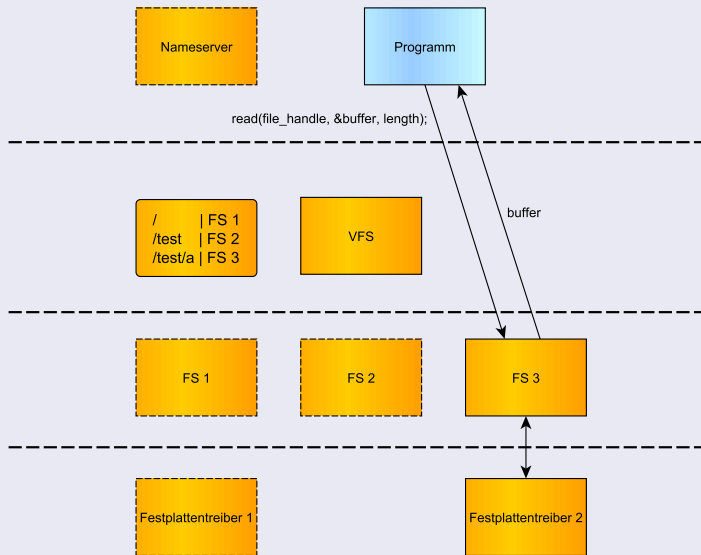 Nameserver
Programm
read(file_handle, &buffer, length);
/ | FS 1
/test | FS 2
/test/a | FS 3
VFS
buffer
FS 1
FS 2
FS 3
Festplattentreiber 1
Festplattentreiber 2